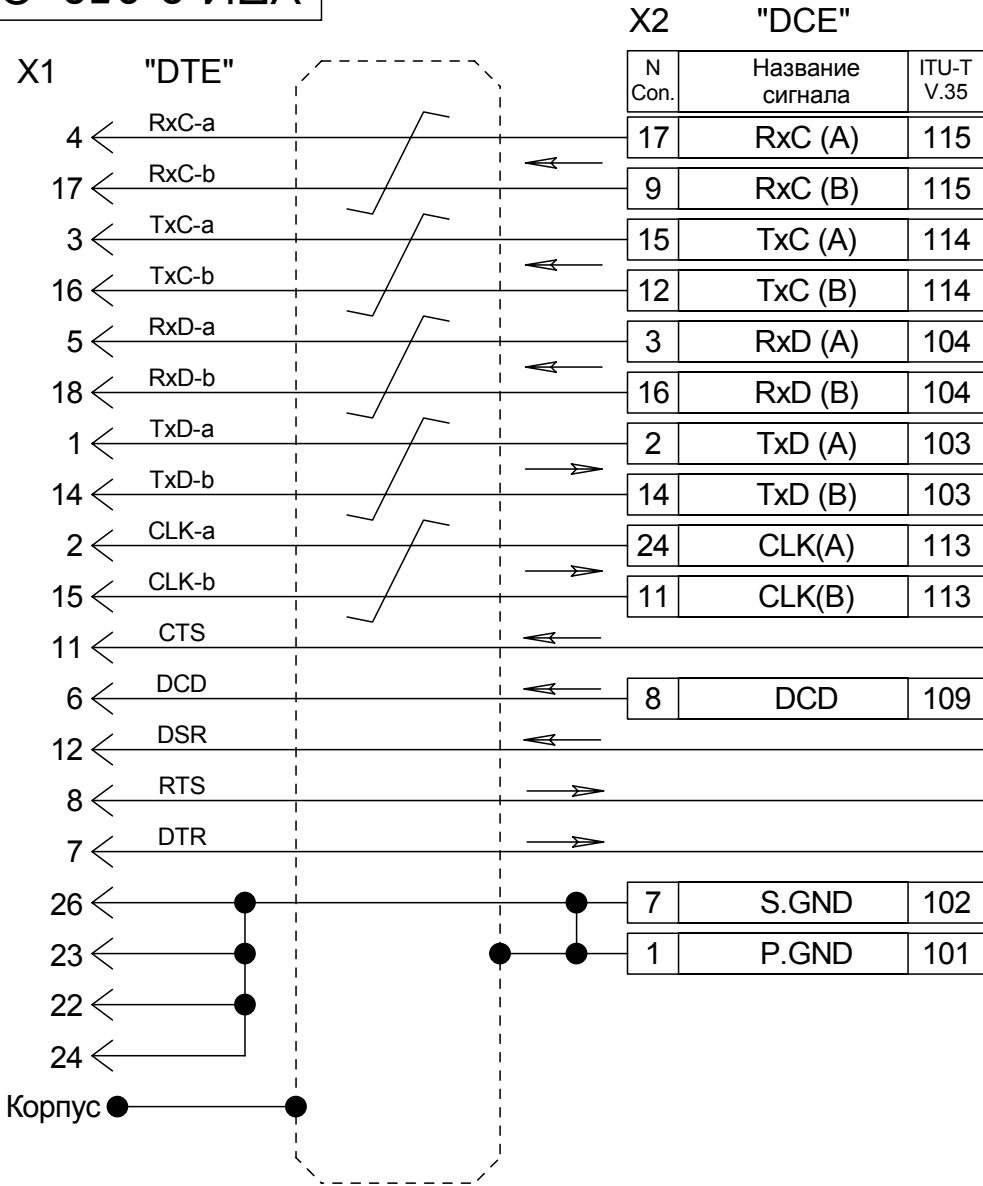 X2 "DCE"
X1 "DTE"
N Con. Название сигнала ITU-T V.35
4 RxC-a 17 RxC (A) 115
17 RxC-b 9 RxC (B) 115
3 TxC-a 15 TxC (A) 114
16 TxC-b 12 TxC (B) 114
5 RxD-a 3 RxD (A) 104
18 RxD-b 16 RxD (B) 104
1 TxD-a 2 TxD (A) 103
14 TxD-b 14 TxD (B) 103
2 CLK-a 24 CLK(A) 113
15 CLK-b 11 CLK(B) 113
11 CTS
6 DCD 8 DCD 109
12 DSR
8 RTS
7 DTR
26 7 S.GND 102
23 1 P.GND 101
22
24
Корпус